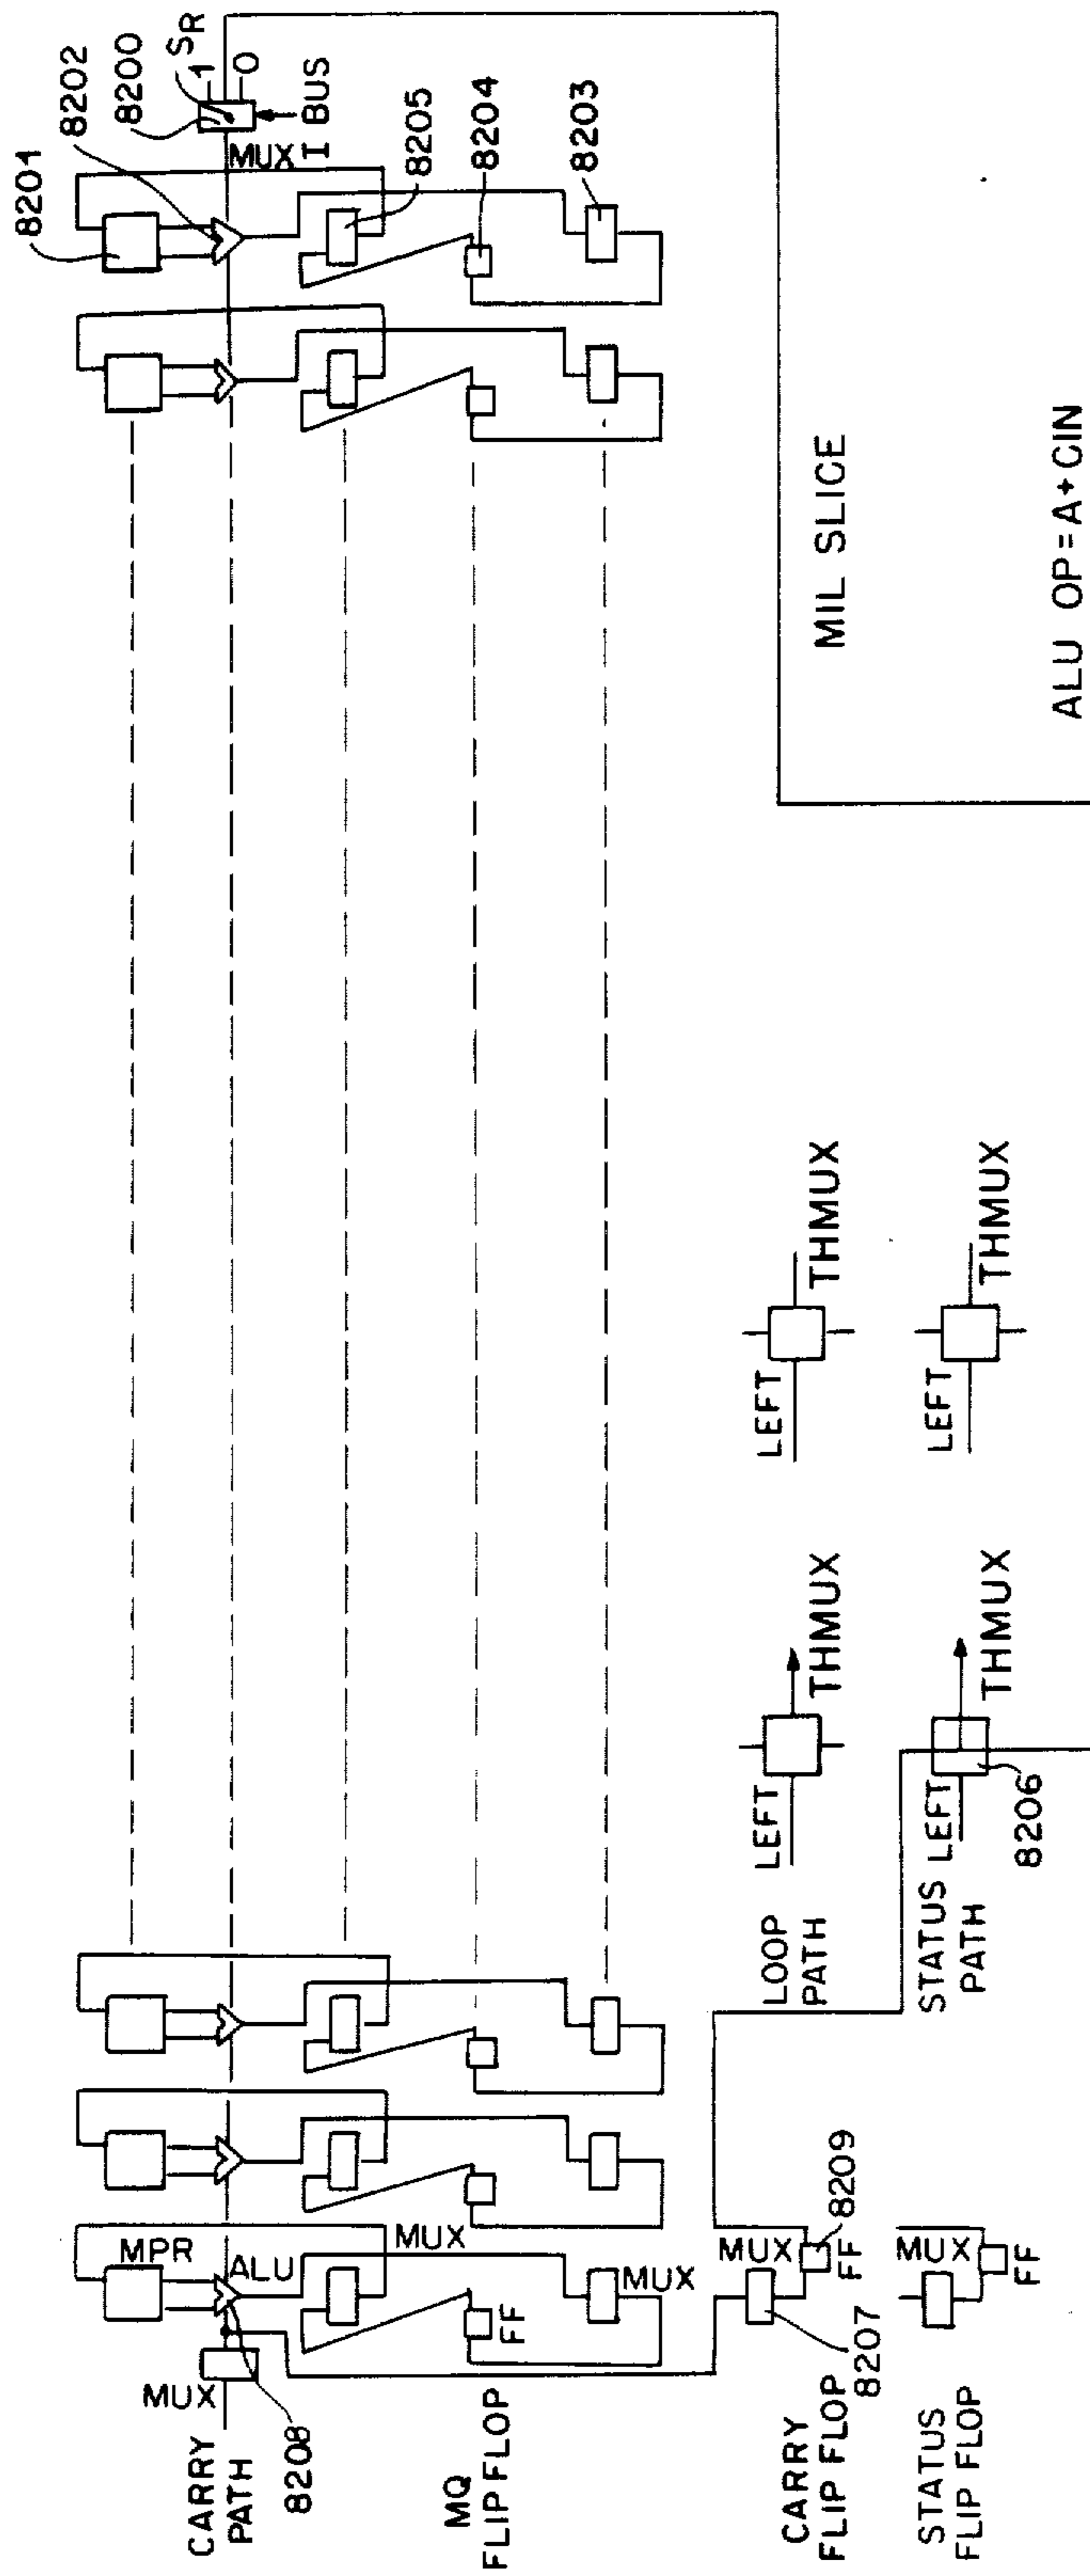 8201
8202
8200
SR
1
0
MUX
I BUS
8205
8204
8203
MIL SLICE
ALU OP=A+CIN
LEFT
THMUX
LEFT
THMUX
LEFT
THMUX
LEFT
THMUX
LOOP
PATH
STATUS
PATH
8206
MPR
ALU
MUX
MUX
MUX
FF
CARRY
PATH
8208
MQ
FLIP FLOP
MUX
FF
8209
8207
CARRY
FLIP FLOP
MUX
FF
STATUS
FLIP FLOP